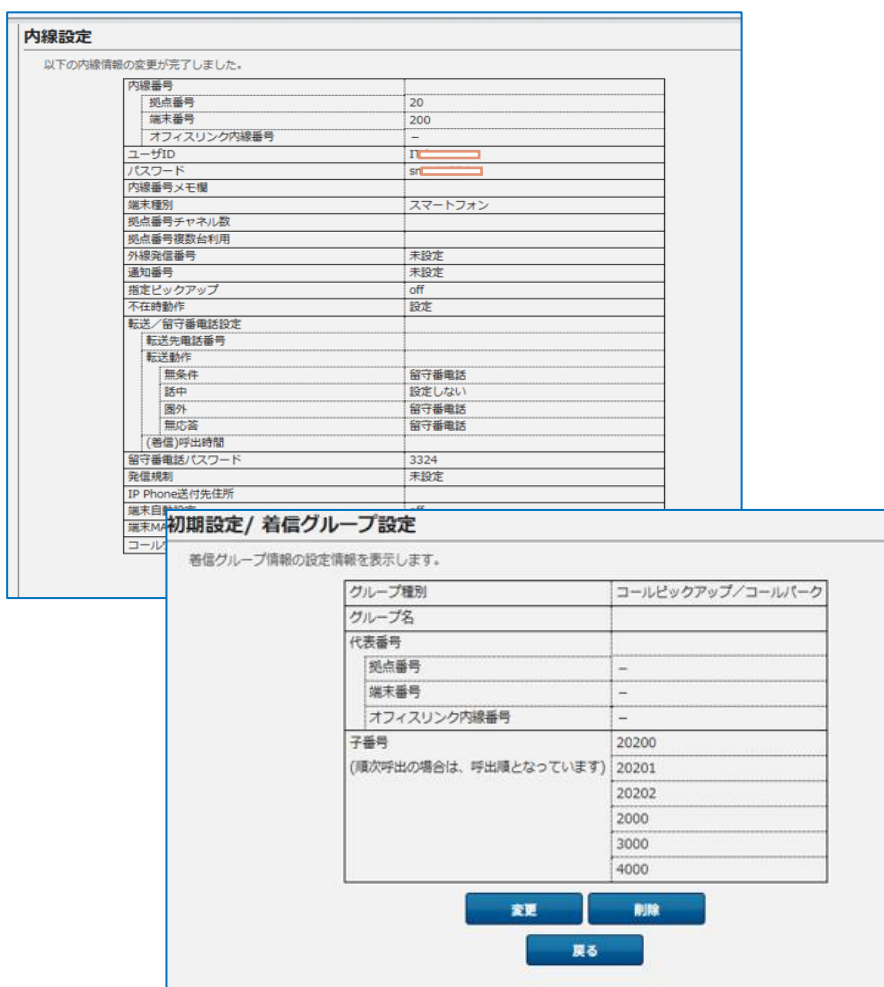 内線設定
以下の内線情報の変更が完了しました。
内線番号
拠点番号 20
端末番号 200
オフィスリンク内線番号 –
ユーザID
パスワード
内線番号メモ欄
端末種別 スマートフォン
拠点番号チャネル数
拠点番号複数台利用
外線発信番号 未設定
通知番号 未設定
指定ピックアップ off
不在時動作 設定
転送／留守番電話設定
転送先電話番号
転送動作
無条件 留守番電話
話中 設定しない
圏外 留守番電話
無応答 留守番電話
(着信)呼出時間
留守番電話パスワード 3324
発信規制 未設定
IP Phone送付先住所
初期設定/ 着信グループ設定
着信グループ情報の設定情報を表示します。
グループ種別 コールピックアップ／コールパーク
グループ名
代表番号
拠点番号 –
端末番号 –
オフィスリンク内線番号 –
子番号 20200
(順次呼出の場合は、呼出順となっています) 20201
20202
2000
3000
4000
変更 削除
戻る